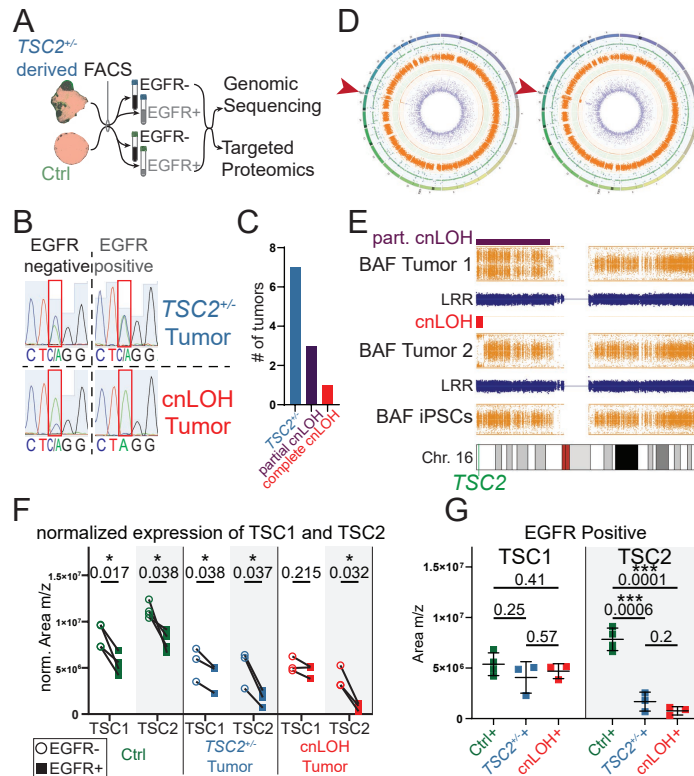 A
TSC2+/-
derived FACS
EGFR-
EGFR+
EGFR-
EGFR+
Ctrl
Genomic
Sequencing
Targeted
Proteomics
B
EGFR
negative
EGFR
positive
C T C/A G G
C T C/A G G
TSC2+/-
Tumor
C T C/A G G
C T A G G
cnLOH
Tumor
C
# of tumors
8
6
4
2
0
TSC2+/-
partial cnLOH
complete cnLOH
D
E
part. cnLOH
BAF Tumor 1
LRR
cnLOH
BAF Tumor 2
LRR
BAF iPSCs
Chr. 16
TSC2
F
normalized expression of TSC1 and TSC2
norm. Area m/z
1.5×10⁷
1.0×10⁷
5.0×10⁶
0.0
* * * * *
0.017 0.038 0.038 0.037 0.215 0.032
TSC1 TSC2 TSC1 TSC2 TSC1 TSC2
EGFR-
EGFR+
Ctrl
TSC2+/-
Tumor
cnLOH
Tumor
G
EGFR Positive
TSC1
TSC2
Area m/z
1.5×10⁷
1×10⁷
5×10⁶
0
0.41
0.25
0.57
***
0.0001
***
0.0006
0.2
Ctrl+
TSC2+/-+
cnLOH+
Ctrl+
TSC2+/-+
cnLOH+